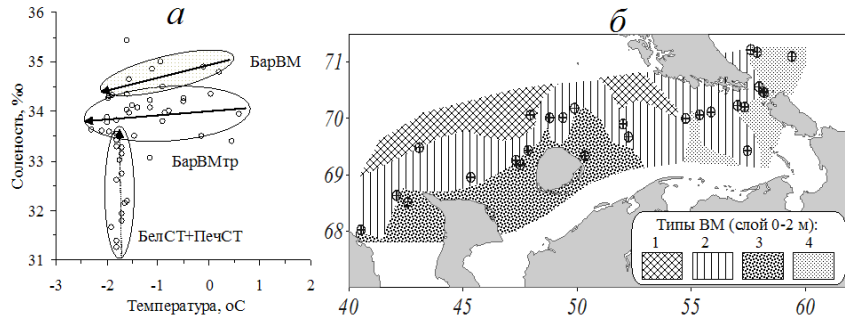 а
б
36
35
34
33
32
31
Соленость, ‰
БарВМ
БарВМтр
БелСТ+ПечСТ
-3 -2 -1 0 1 2
Температура, оС
71
70
69
68
40 45 50 55 60
Типы ВМ (слой 0-2 м):
1 2 3 4